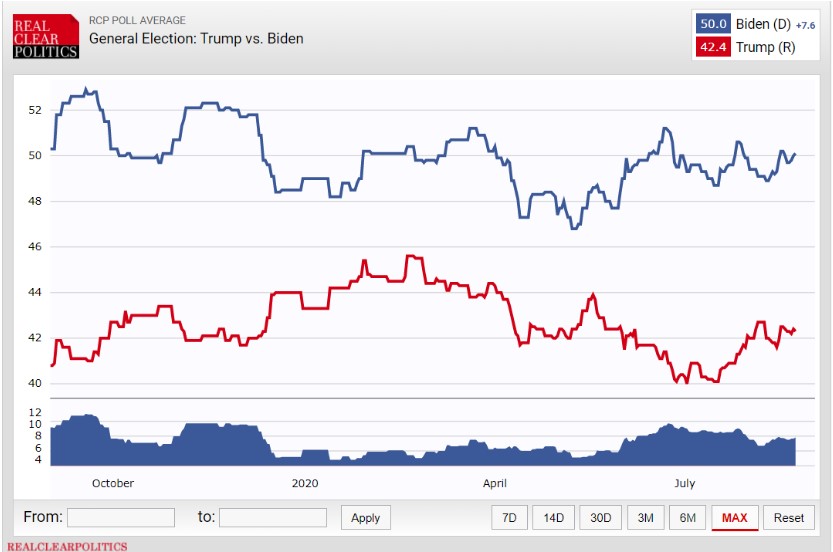 REAL
CLEAR
POLITICS
RCP POLL AVERAGE
General Election: Trump vs. Biden
50.0 Biden (D) +7.6
42.4 Trump (R)
52
50
48
46
44
42
40
12
10
8
6
4
October 2020 April July
From: to: Apply 7D 14D 30D 3M 6M MAX Reset
REALCLEARPOLITICS